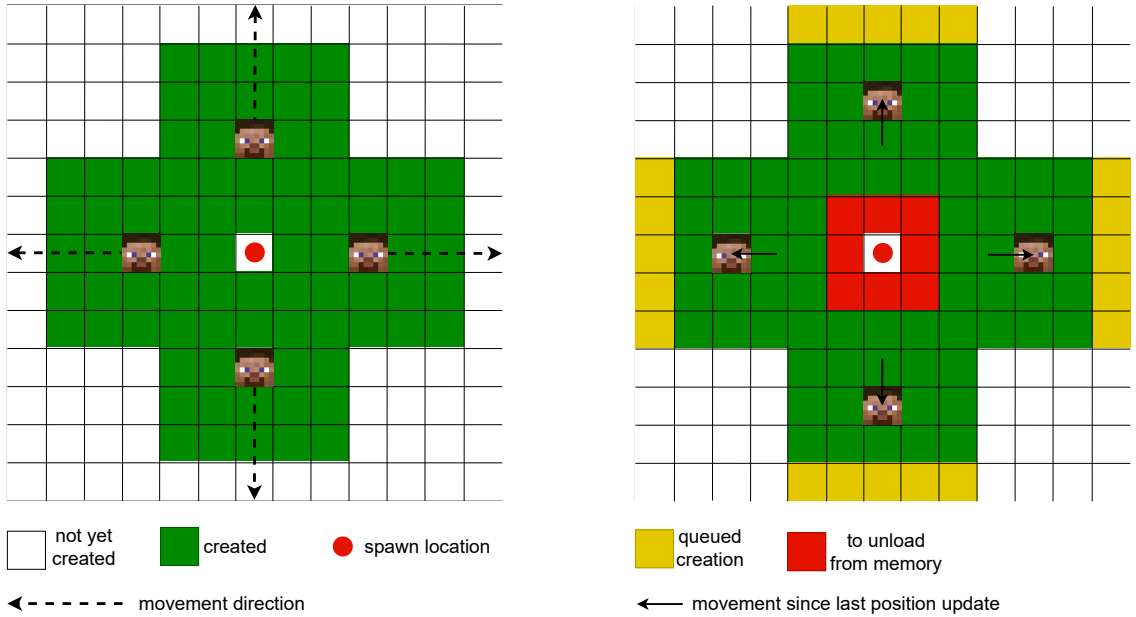 not yet
created
created
spawn location
movement direction
queued
creation
to unload
from memory
movement since last position update